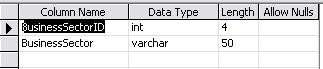 Column Name Data Type Length Allow Nulls
BusinessSectorID int 4
BusinessSector varchar 50